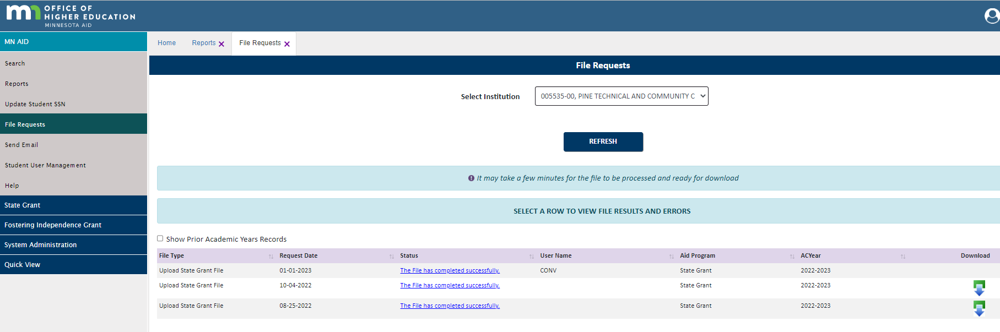 mn OFFICE OF
HIGHER EDUCATION
MINNESOTA AID
MN AID
Search
Reports
Update Student SSN
File Requests
Send Email
Student User Management
Help
State Grant
Fostering Independence Grant
System Administration
Quick View
Home Reports File Requests
File Requests
Select Institution 005535-00, PINE TECHNICAL AND COMMUNITY C
REFRESH
It may take a few minutes for the file to be processed and ready for download
SELECT A ROW TO VIEW FILE RESULTS AND ERRORS
Show Prior Academic Years Records
File Type Request Date Status User Name Aid Program ACYear Download
Upload State Grant File 01-01-2023 The File has completed successfully. CONV State Grant 2022-2023
Upload State Grant File 10-04-2022 The File has completed successfully. State Grant 2022-2023
Upload State Grant File 08-25-2022 The File has completed successfully. State Grant 2022-2023